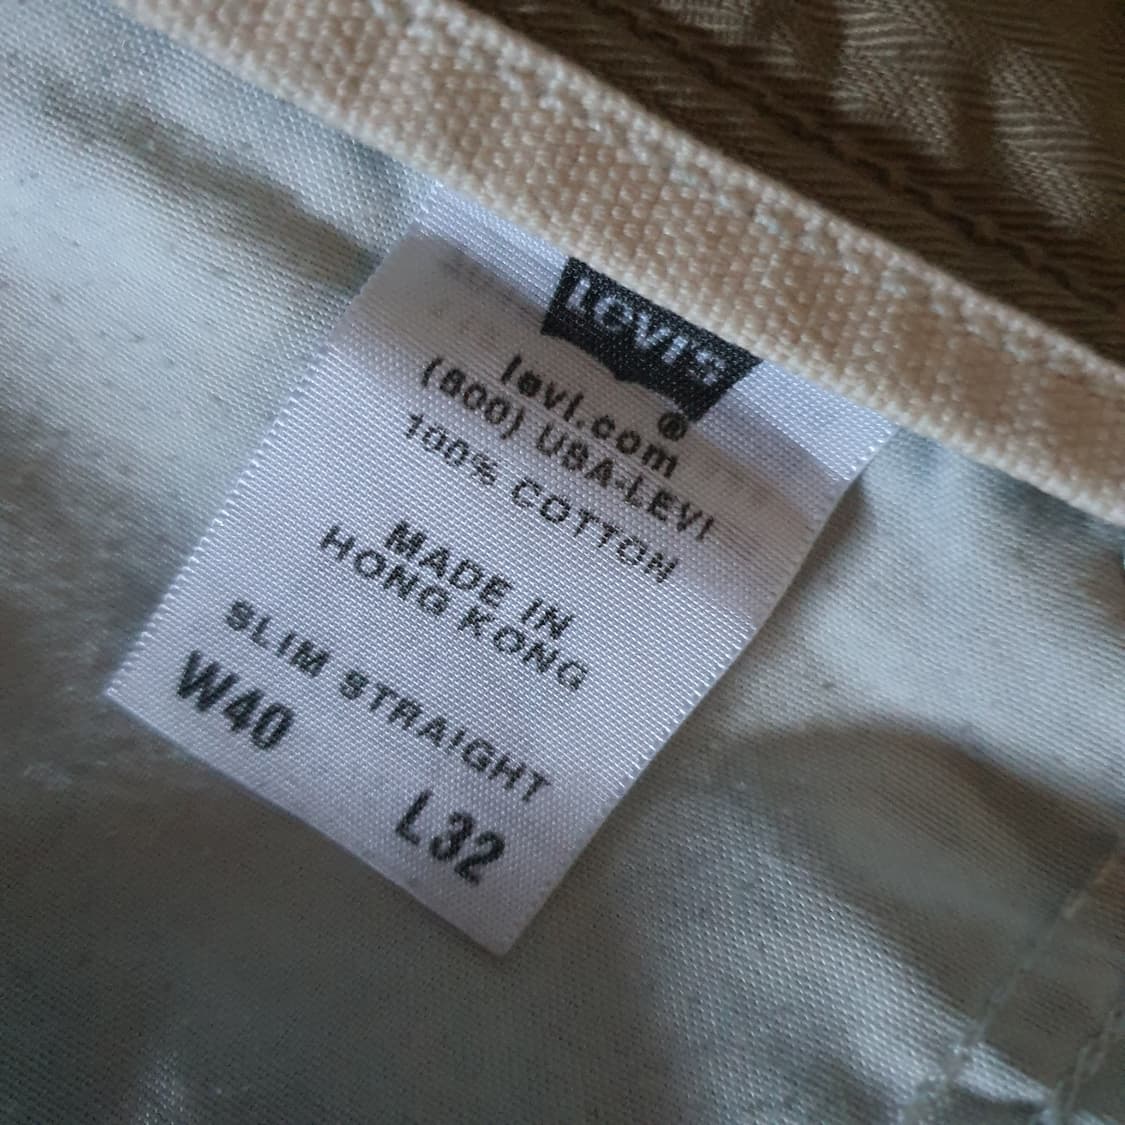 LEVI'S
®
levi.com
(800) USA-LEVI
100% COTTON
MADE IN
HONG KONG
SLIM STRAIGHT
W40 L32